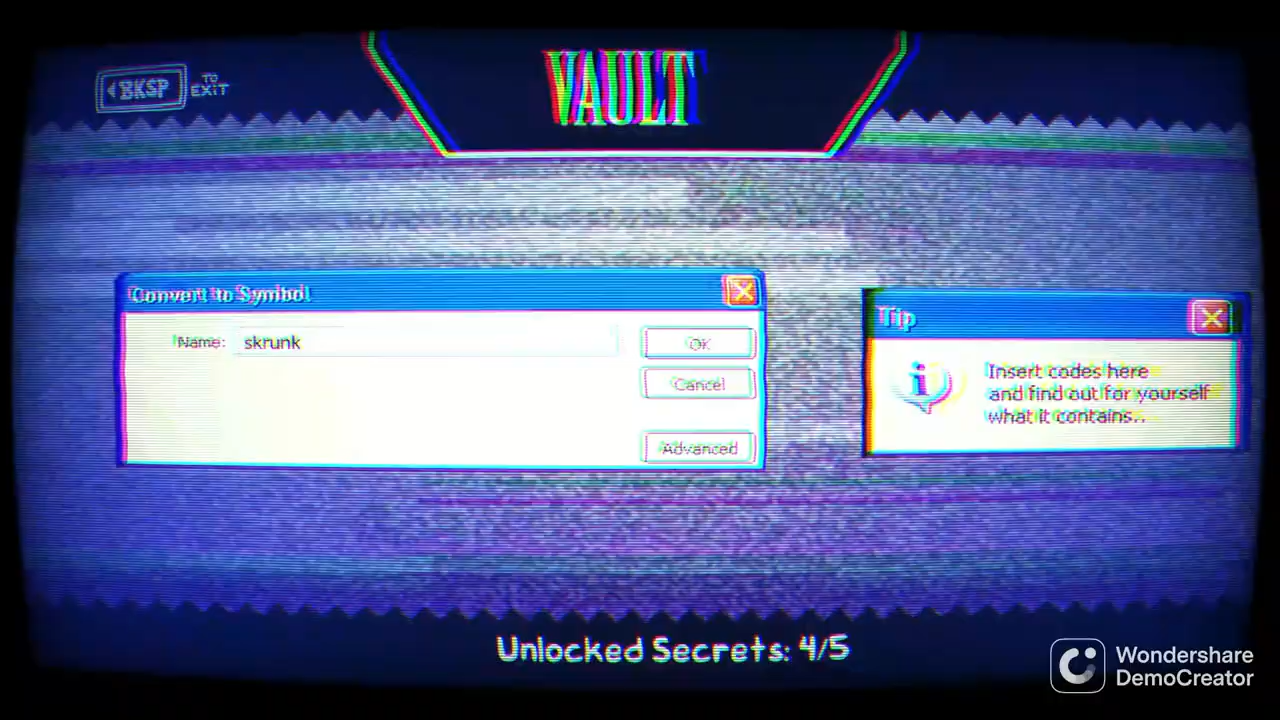 VAULT
BKSP TO EXIT
Convert to Symbol
Name: skrunk
OK
Cancel
Advanced
Tip
Insert codes here
and find out for yourself
what it contains..
Unlocked Secrets: 4/5
Wondershare
DemoCreator